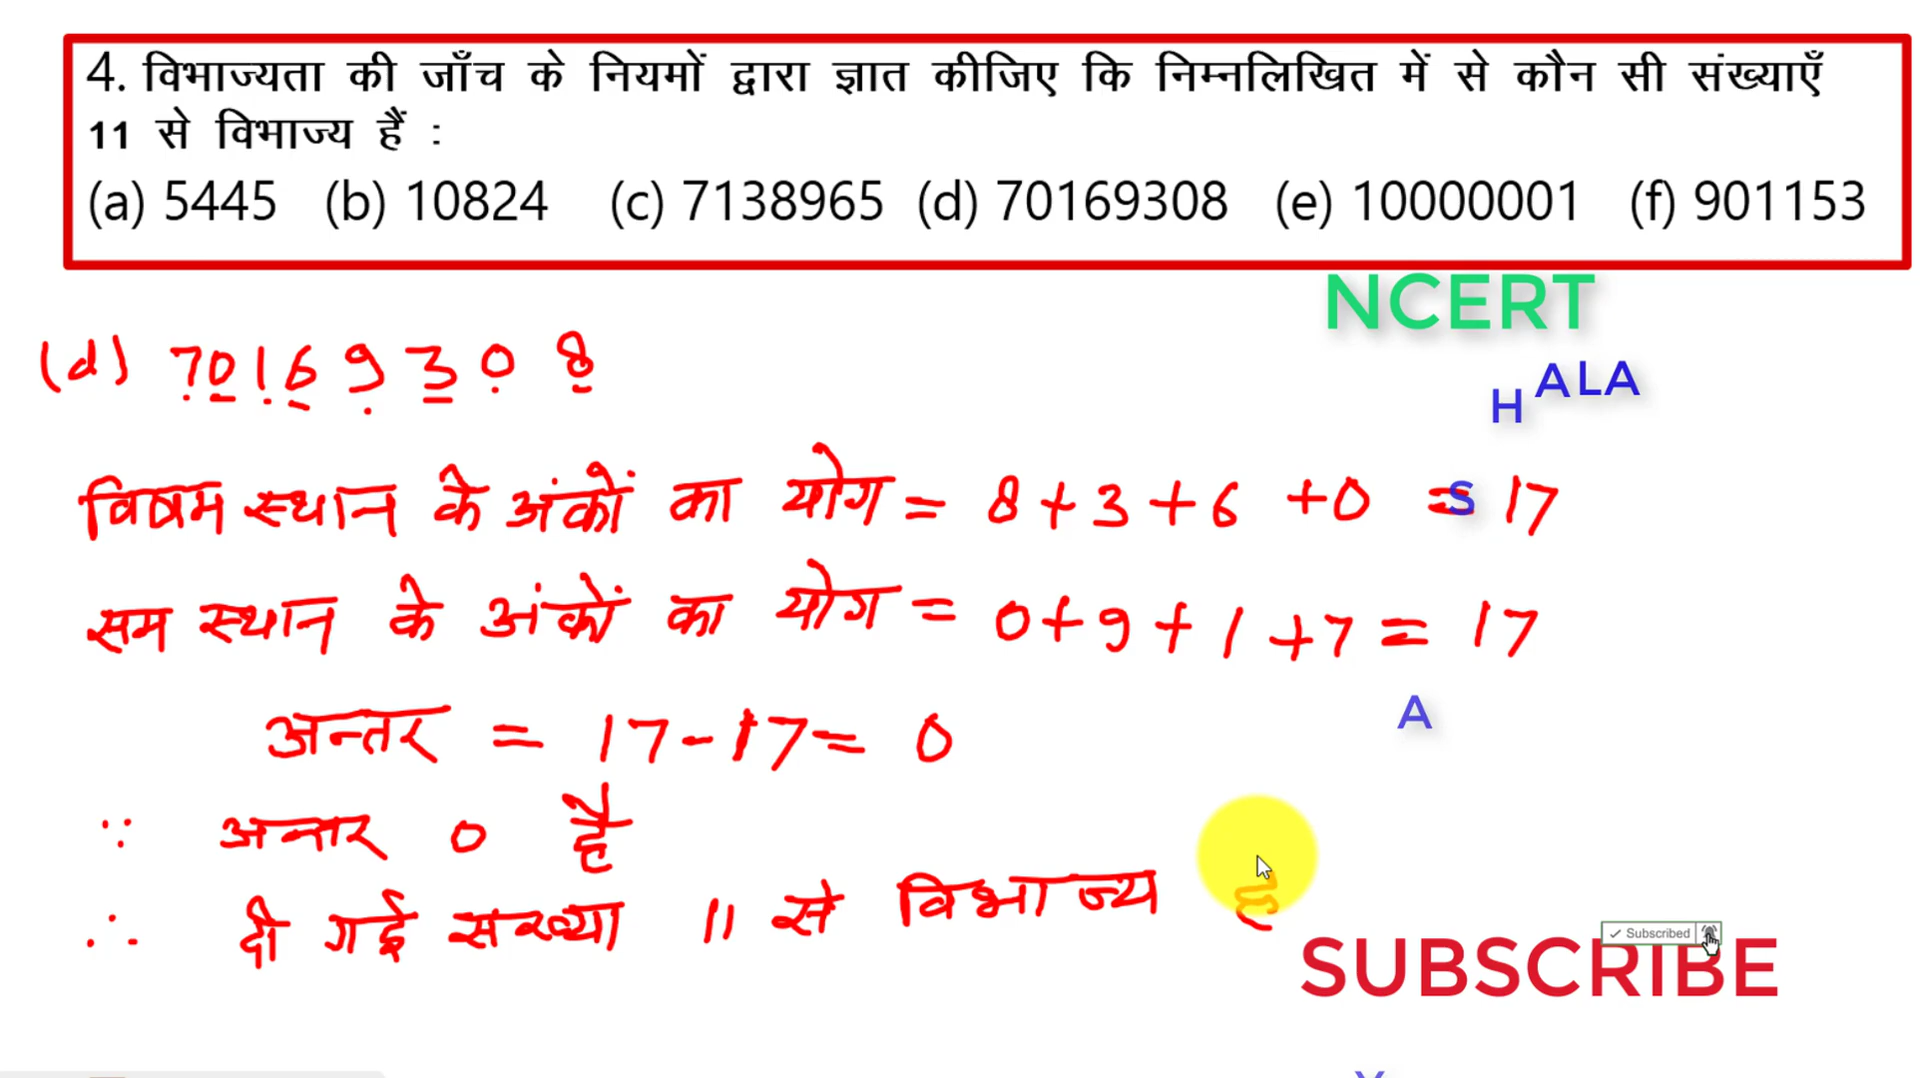 4. विभाज्यता की जाँच के नियमों द्वारा ज्ञात कीजिए कि निम्नलिखित में से कौन सी संख्याएँ
11 से विभाज्य हैं :
(a) 5445 (b) 10824 (c) 7138965 (d) 70169308 (e) 10000001 (f) 901153
NCERT
H ALA
(d) 70169308
विषम स्थान के अंकों का योग = 8 + 3 + 6 + 0 = 17
S
सम स्थान के अंकों का योग = 0 + 9 + 1 + 7 = 17
A
अन्तर = 17 - 17 = 0
∵ अन्तर 0 है
∴ दी गई संख्या 11 से विभाज्य ह
Subscribed
SUBSCRIBE